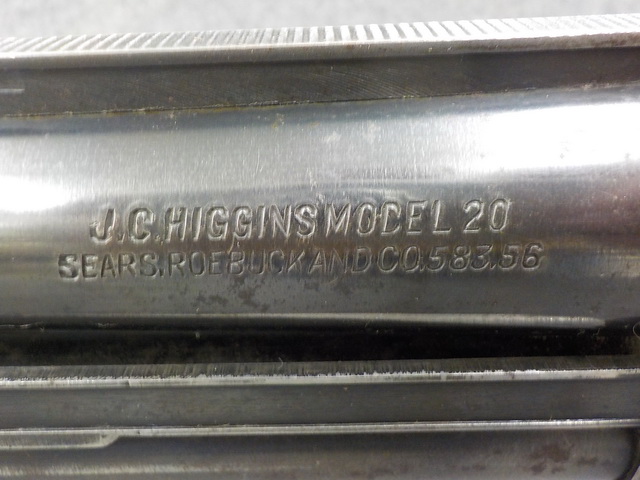 J.C. HIGGINS MODEL 20
SEARS, ROEBUCK AND CO. 583.56